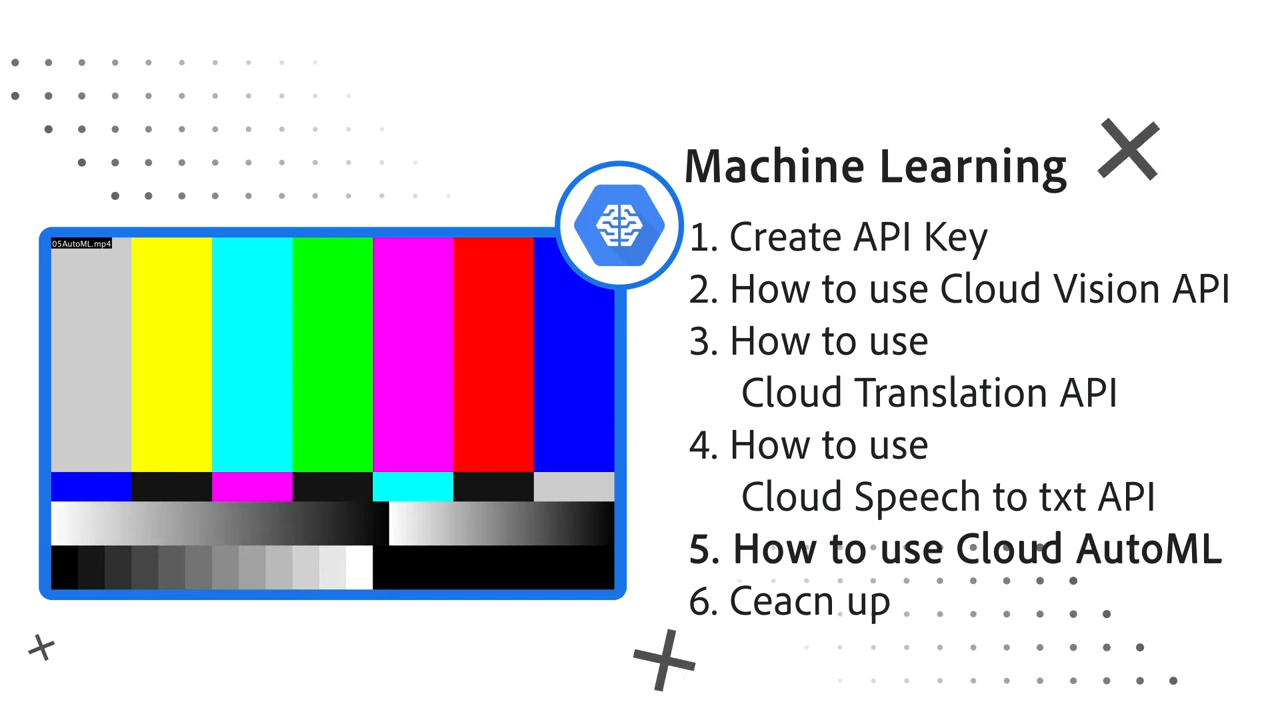 Machine Learning
05AutoML.mp4
1. Create API Key
2. How to use Cloud Vision API
3. How to use
Cloud Translation API
4. How to use
Cloud Speech to txt API
5. How to use Cloud AutoML
6. Ceacn up